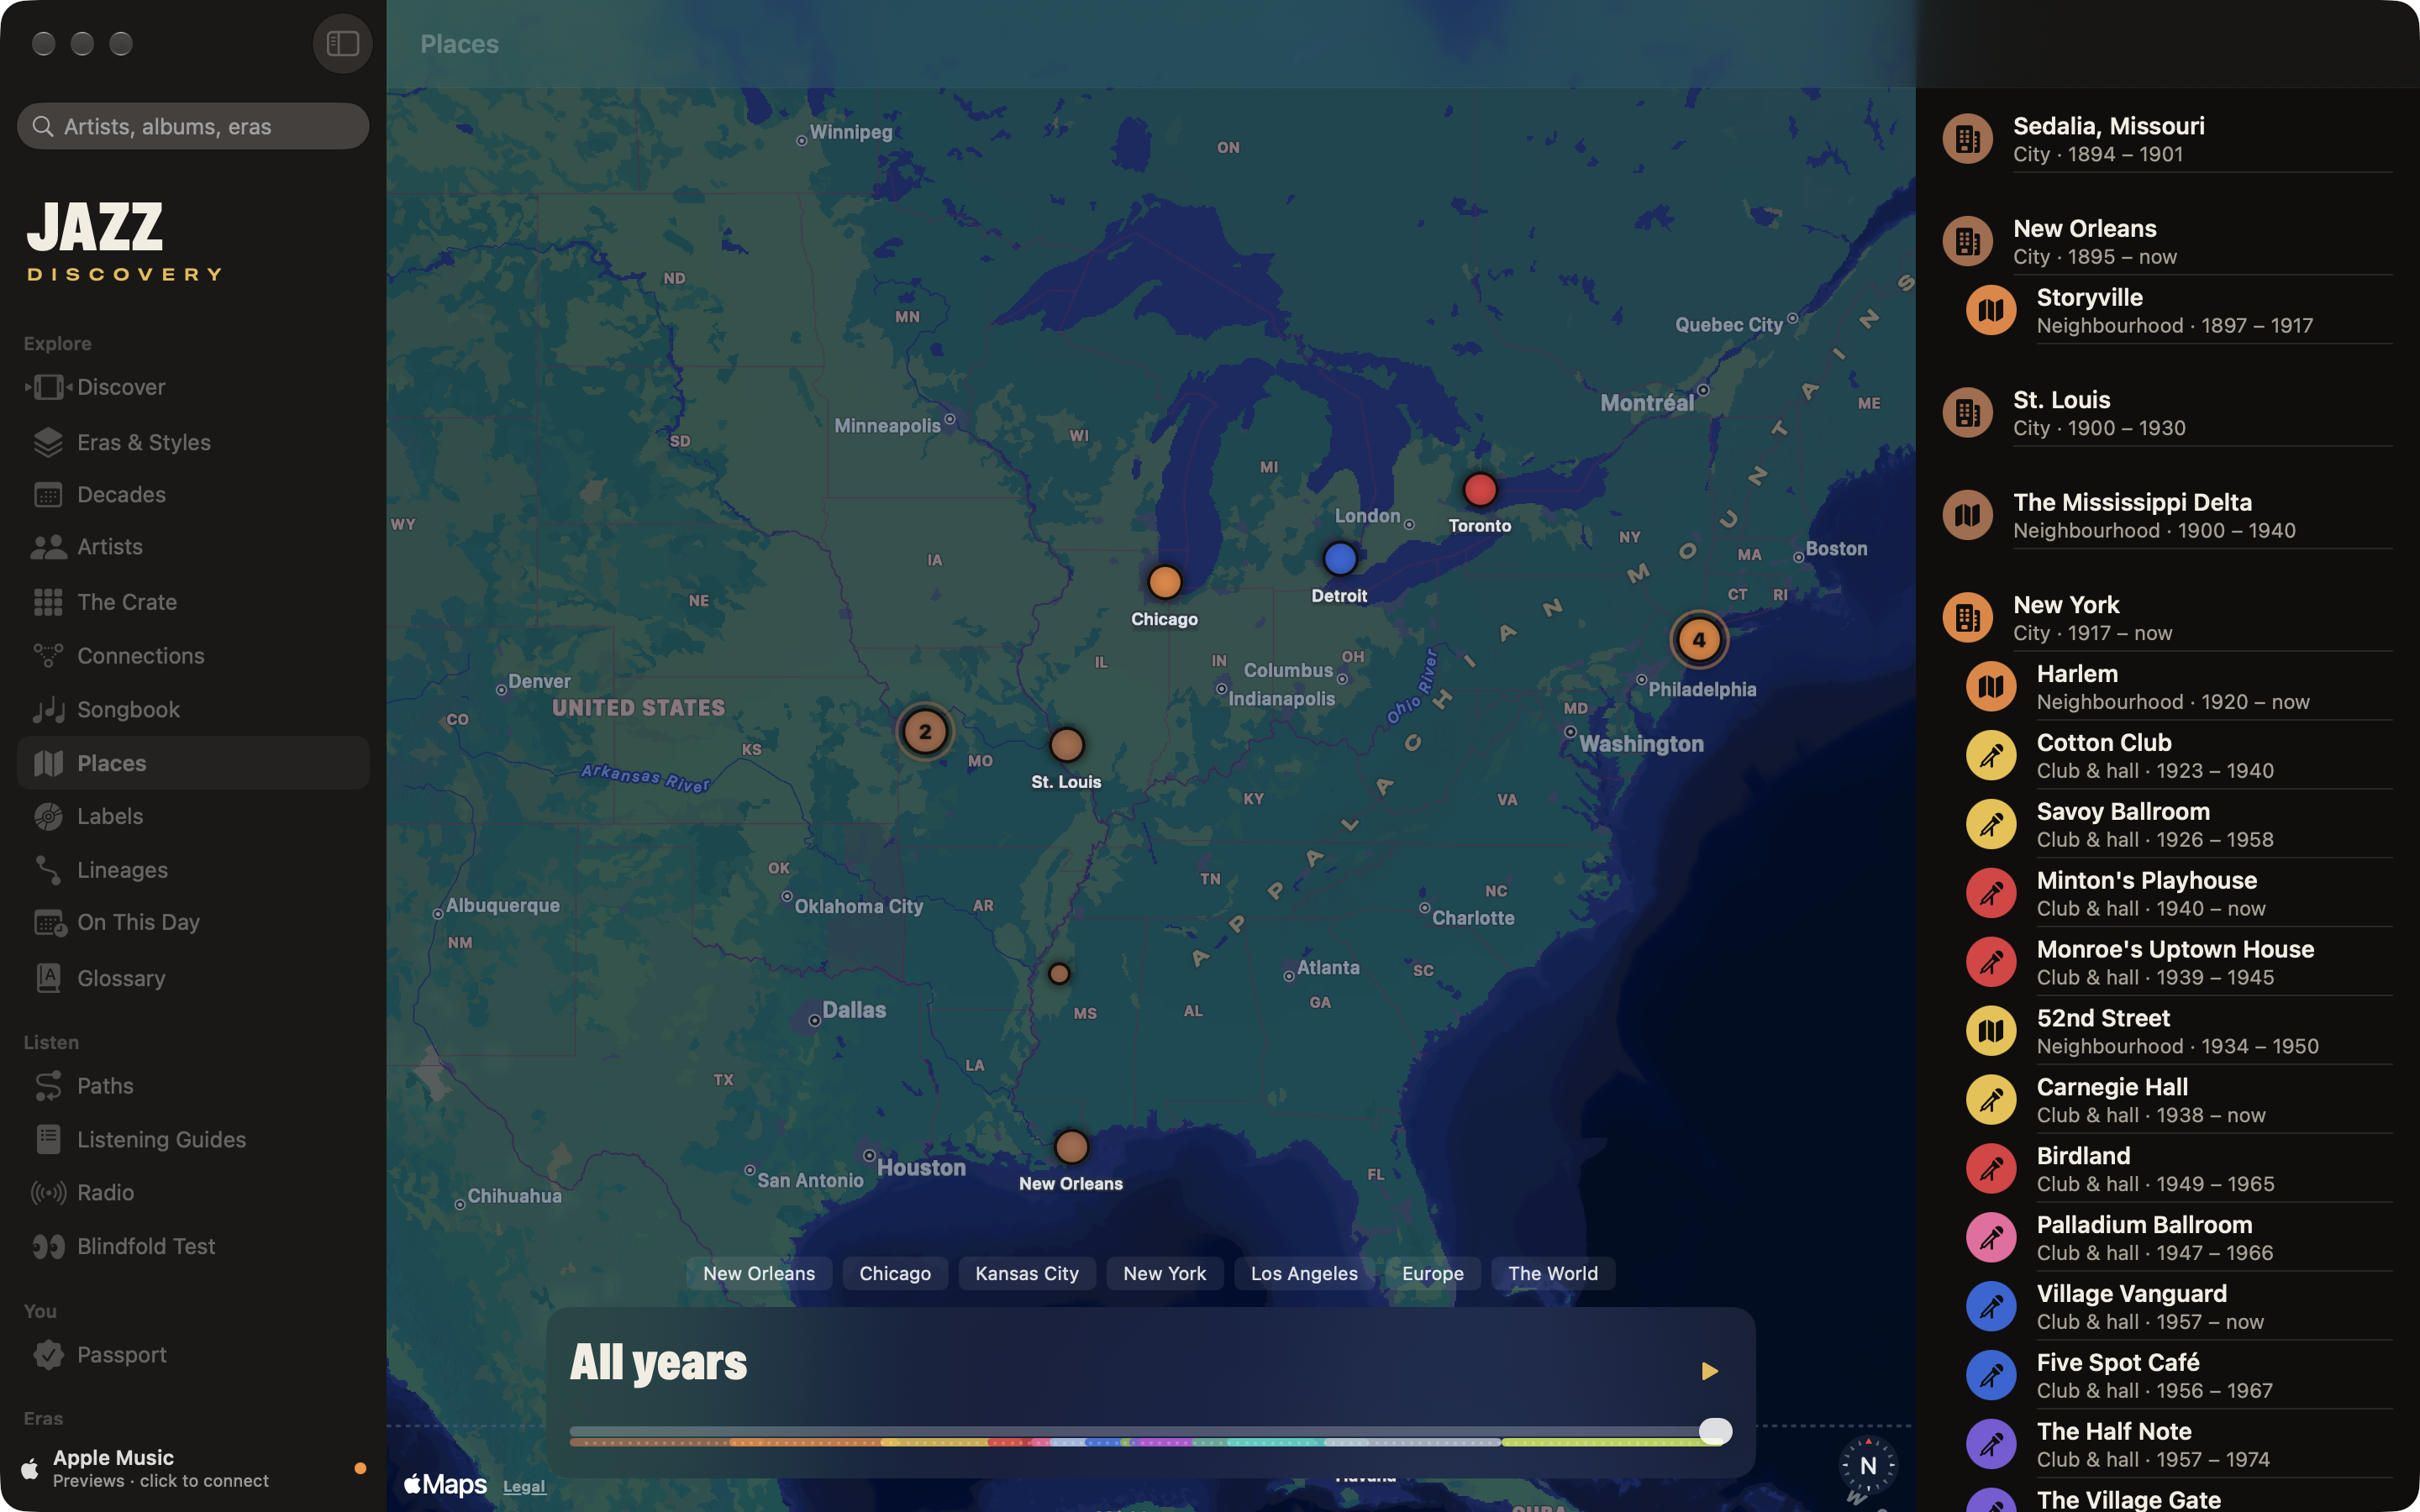 Artists, albums, eras
JAZZ
DISCOVERY
Explore
Discover
Eras & Styles
Decades
Artists
The Crate
Connections
Songbook
Places
Labels
Lineages
On This Day
Glossary
Listen
Paths
Listening Guides
Radio
Blindfold Test
You
Passport
Eras
Apple Music
Previews · click to connect
Places
Winnipeg
ON
ND
MN
Quebec City
Montréal
ME
Minneapolis
WI
SD
MI
WY
London
Toronto
NY
MA
Boston
IA
Chicago
Detroit
NE
CT
RI
4
IL
IN
Columbus
OH
Indianapolis
Ohio River
Philadelphia
Denver
UNITED STATES
CO
2
MD
Washington
KS
MO
St. Louis
Arkansas River
KY
VA
APPALACHIAN MOUNTAINS
OK
TN
NC
Albuquerque
Oklahoma City
AR
Charlotte
NM
Atlanta
SC
GA
Dallas
MS
AL
LA
TX
Houston
San Antonio
New Orleans
FL
Chihuahua
New Orleans
Chicago
Kansas City
New York
Los Angeles
Europe
The World
All years
Maps
Legal
Havana
CUBA
N
Sedalia, Missouri
City · 1894 – 1901
New Orleans
City · 1895 – now
Storyville
Neighbourhood · 1897 – 1917
St. Louis
City · 1900 – 1930
The Mississippi Delta
Neighbourhood · 1900 – 1940
New York
City · 1917 – now
Harlem
Neighbourhood · 1920 – now
Cotton Club
Club & hall · 1923 – 1940
Savoy Ballroom
Club & hall · 1926 – 1958
Minton's Playhouse
Club & hall · 1940 – now
Monroe's Uptown House
Club & hall · 1939 – 1945
52nd Street
Neighbourhood · 1934 – 1950
Carnegie Hall
Club & hall · 1938 – now
Birdland
Club & hall · 1949 – 1965
Palladium Ballroom
Club & hall · 1947 – 1966
Village Vanguard
Club & hall · 1957 – now
Five Spot Café
Club & hall · 1956 – 1967
The Half Note
Club & hall · 1957 – 1974
The Village Gate